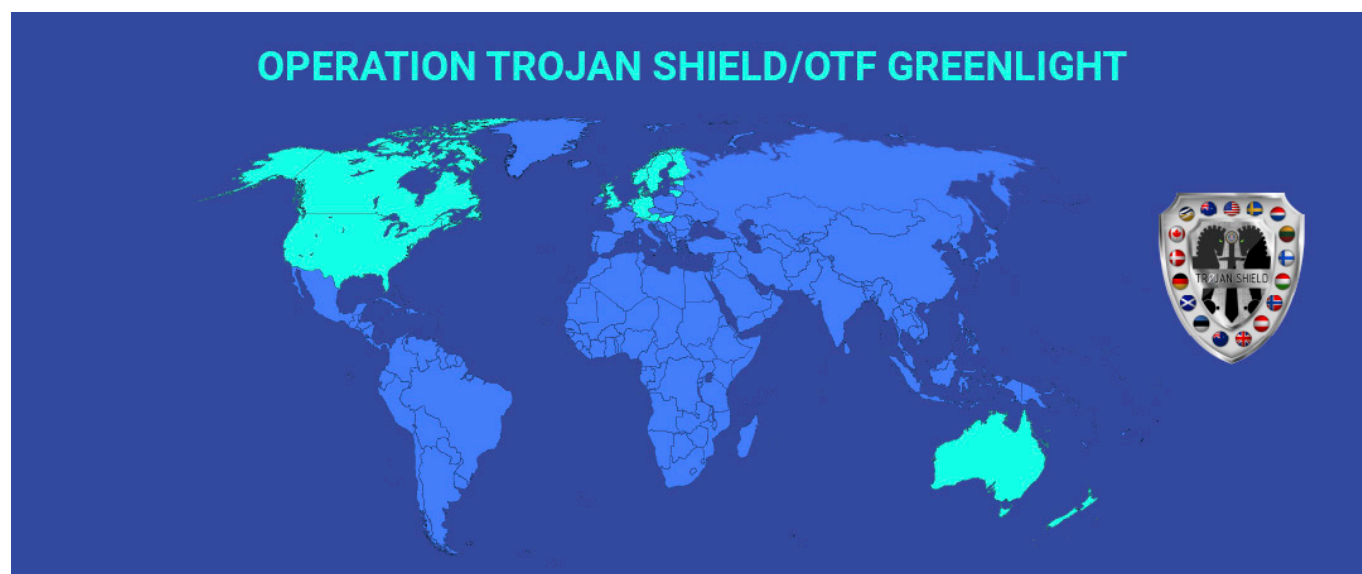 OPERATION TROJAN SHIELD/OTF GREENLIGHT
TROJAN SHIELD